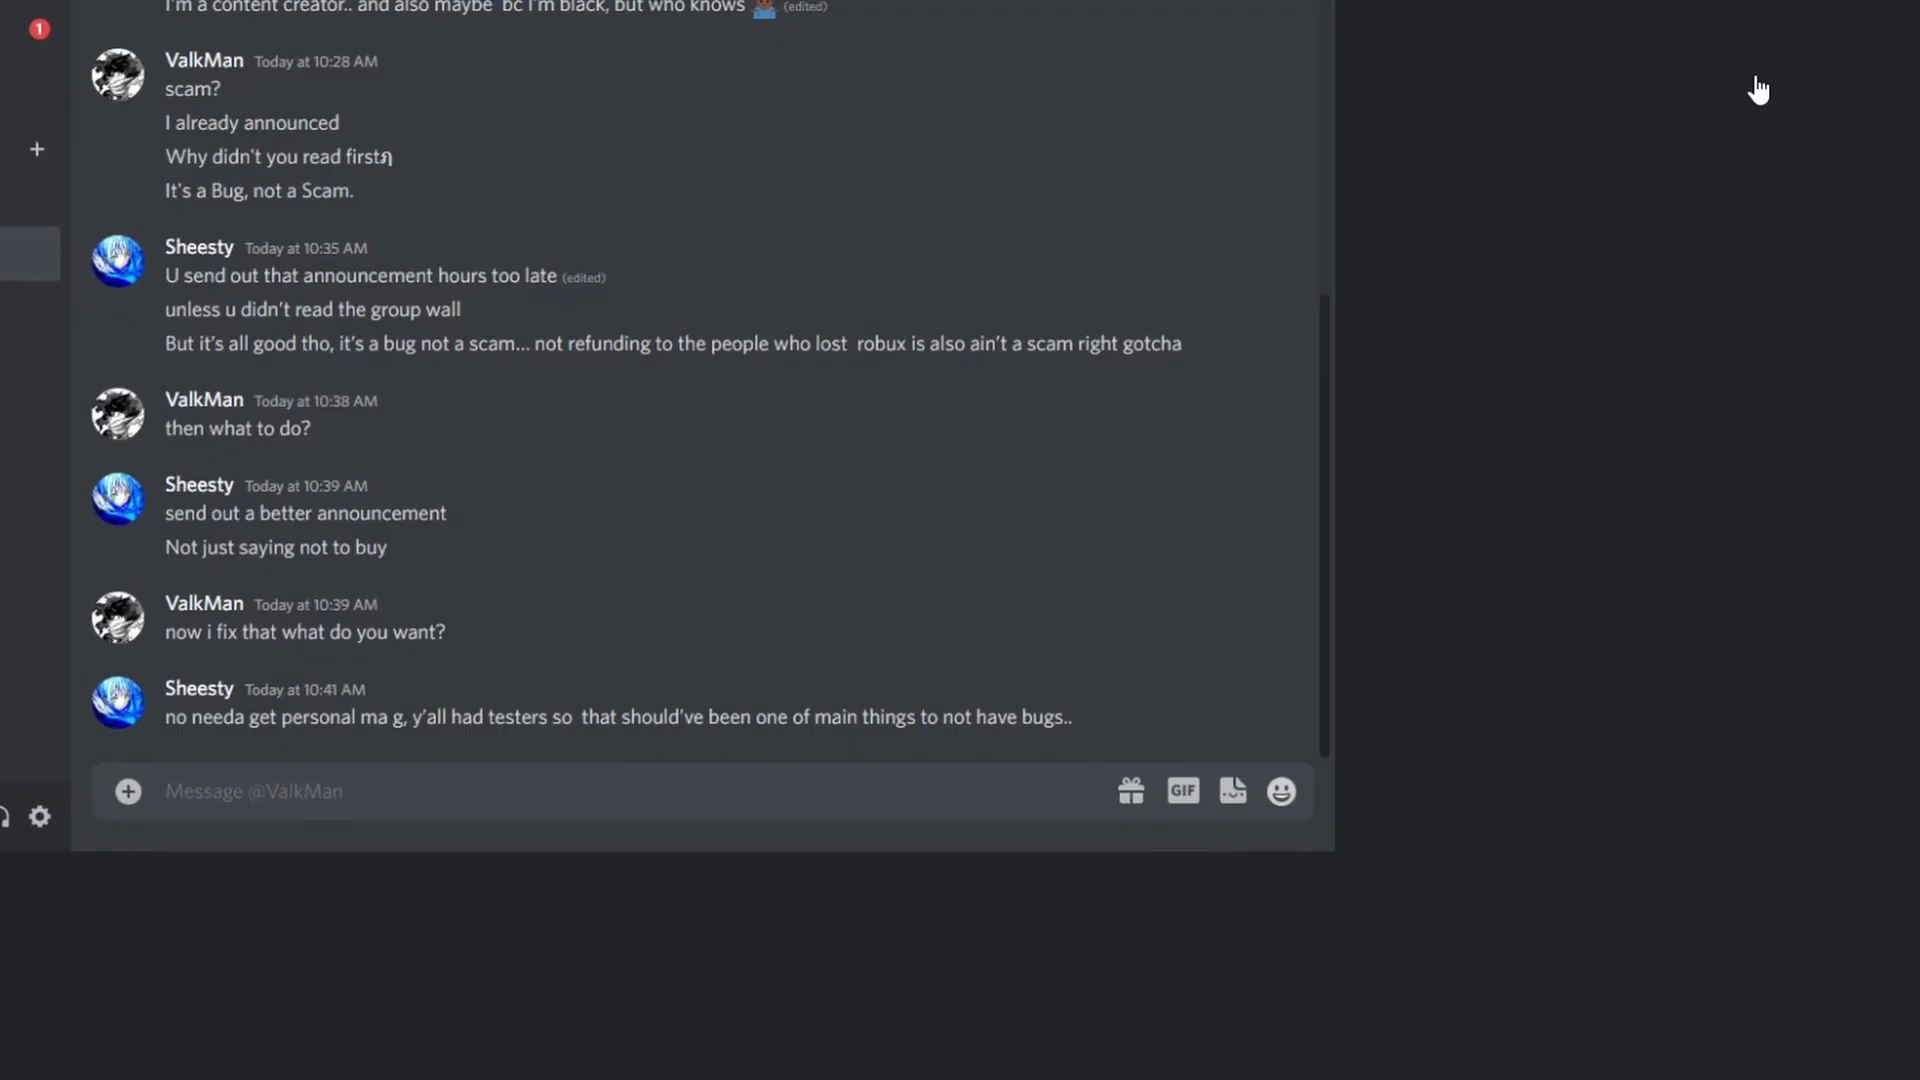 I'm a content creator.. and also maybe bc I'm black, but who knows 🤷🏾‍♂️ (edited)
1
ValkMan Today at 10:28 AM
scam?
I already announced
Why didn't you read firstฦ
It's a Bug, not a Scam.
Sheesty Today at 10:35 AM
U send out that announcement hours too late (edited)
unless u didn't read the group wall
But it's all good tho, it's a bug not a scam... not refunding to the people who lost robux is also ain't a scam right gotcha
ValkMan Today at 10:38 AM
then what to do?
Sheesty Today at 10:39 AM
send out a better announcement
Not just saying not to buy
ValkMan Today at 10:39 AM
now i fix that what do you want?
Sheesty Today at 10:41 AM
no needa get personal ma g, y'all had testers so that should've been one of main things to not have bugs..
Message @ValkMan
GIF